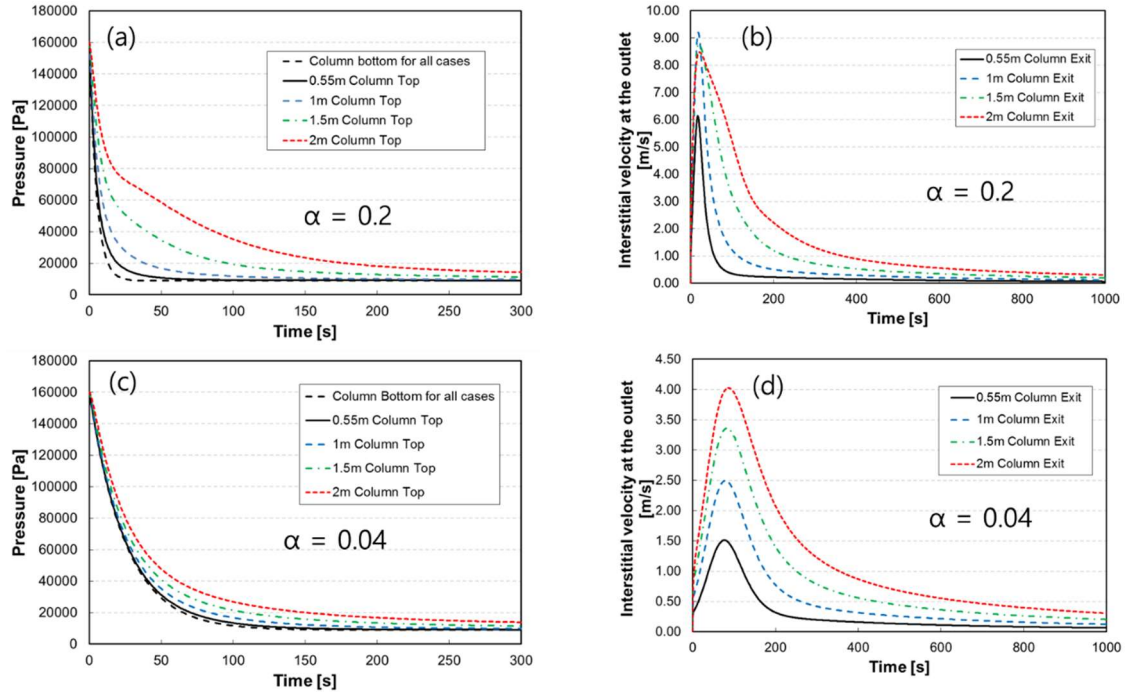 (a)
180000
160000
140000
120000
100000
80000
60000
40000
20000
0
Pressure [Pa]
Column bottom for all cases
0.55m Column Top
1m Column Top
1.5m Column Top
2m Column Top
α = 0.2
0
50
100
150
200
250
300
Time [s]
(b)
10.00
9.00
8.00
7.00
6.00
5.00
4.00
3.00
2.00
1.00
0.00
Interstitial velocity at the outlet
[m/s]
0.55m Column Exit
1m Column Exit
1.5m Column Exit
2m Column Exit
α = 0.2
0
200
400
600
800
1000
Time [s]
(c)
180000
160000
140000
120000
100000
80000
60000
40000
20000
0
Pressure [Pa]
Column Bottom for all cases
0.55m Column Top
1m Column Top
1.5m Column Top
2m Column Top
α = 0.04
0
50
100
150
200
250
300
Time [s]
(d)
4.50
4.00
3.50
3.00
2.50
2.00
1.50
1.00
0.50
0.00
Interstitial velocity at the outlet
[m/s]
0.55m Column Exit
1m Column Exit
1.5m Column Exit
2m Column Exit
α = 0.04
0
200
400
600
800
1000
Time [s]